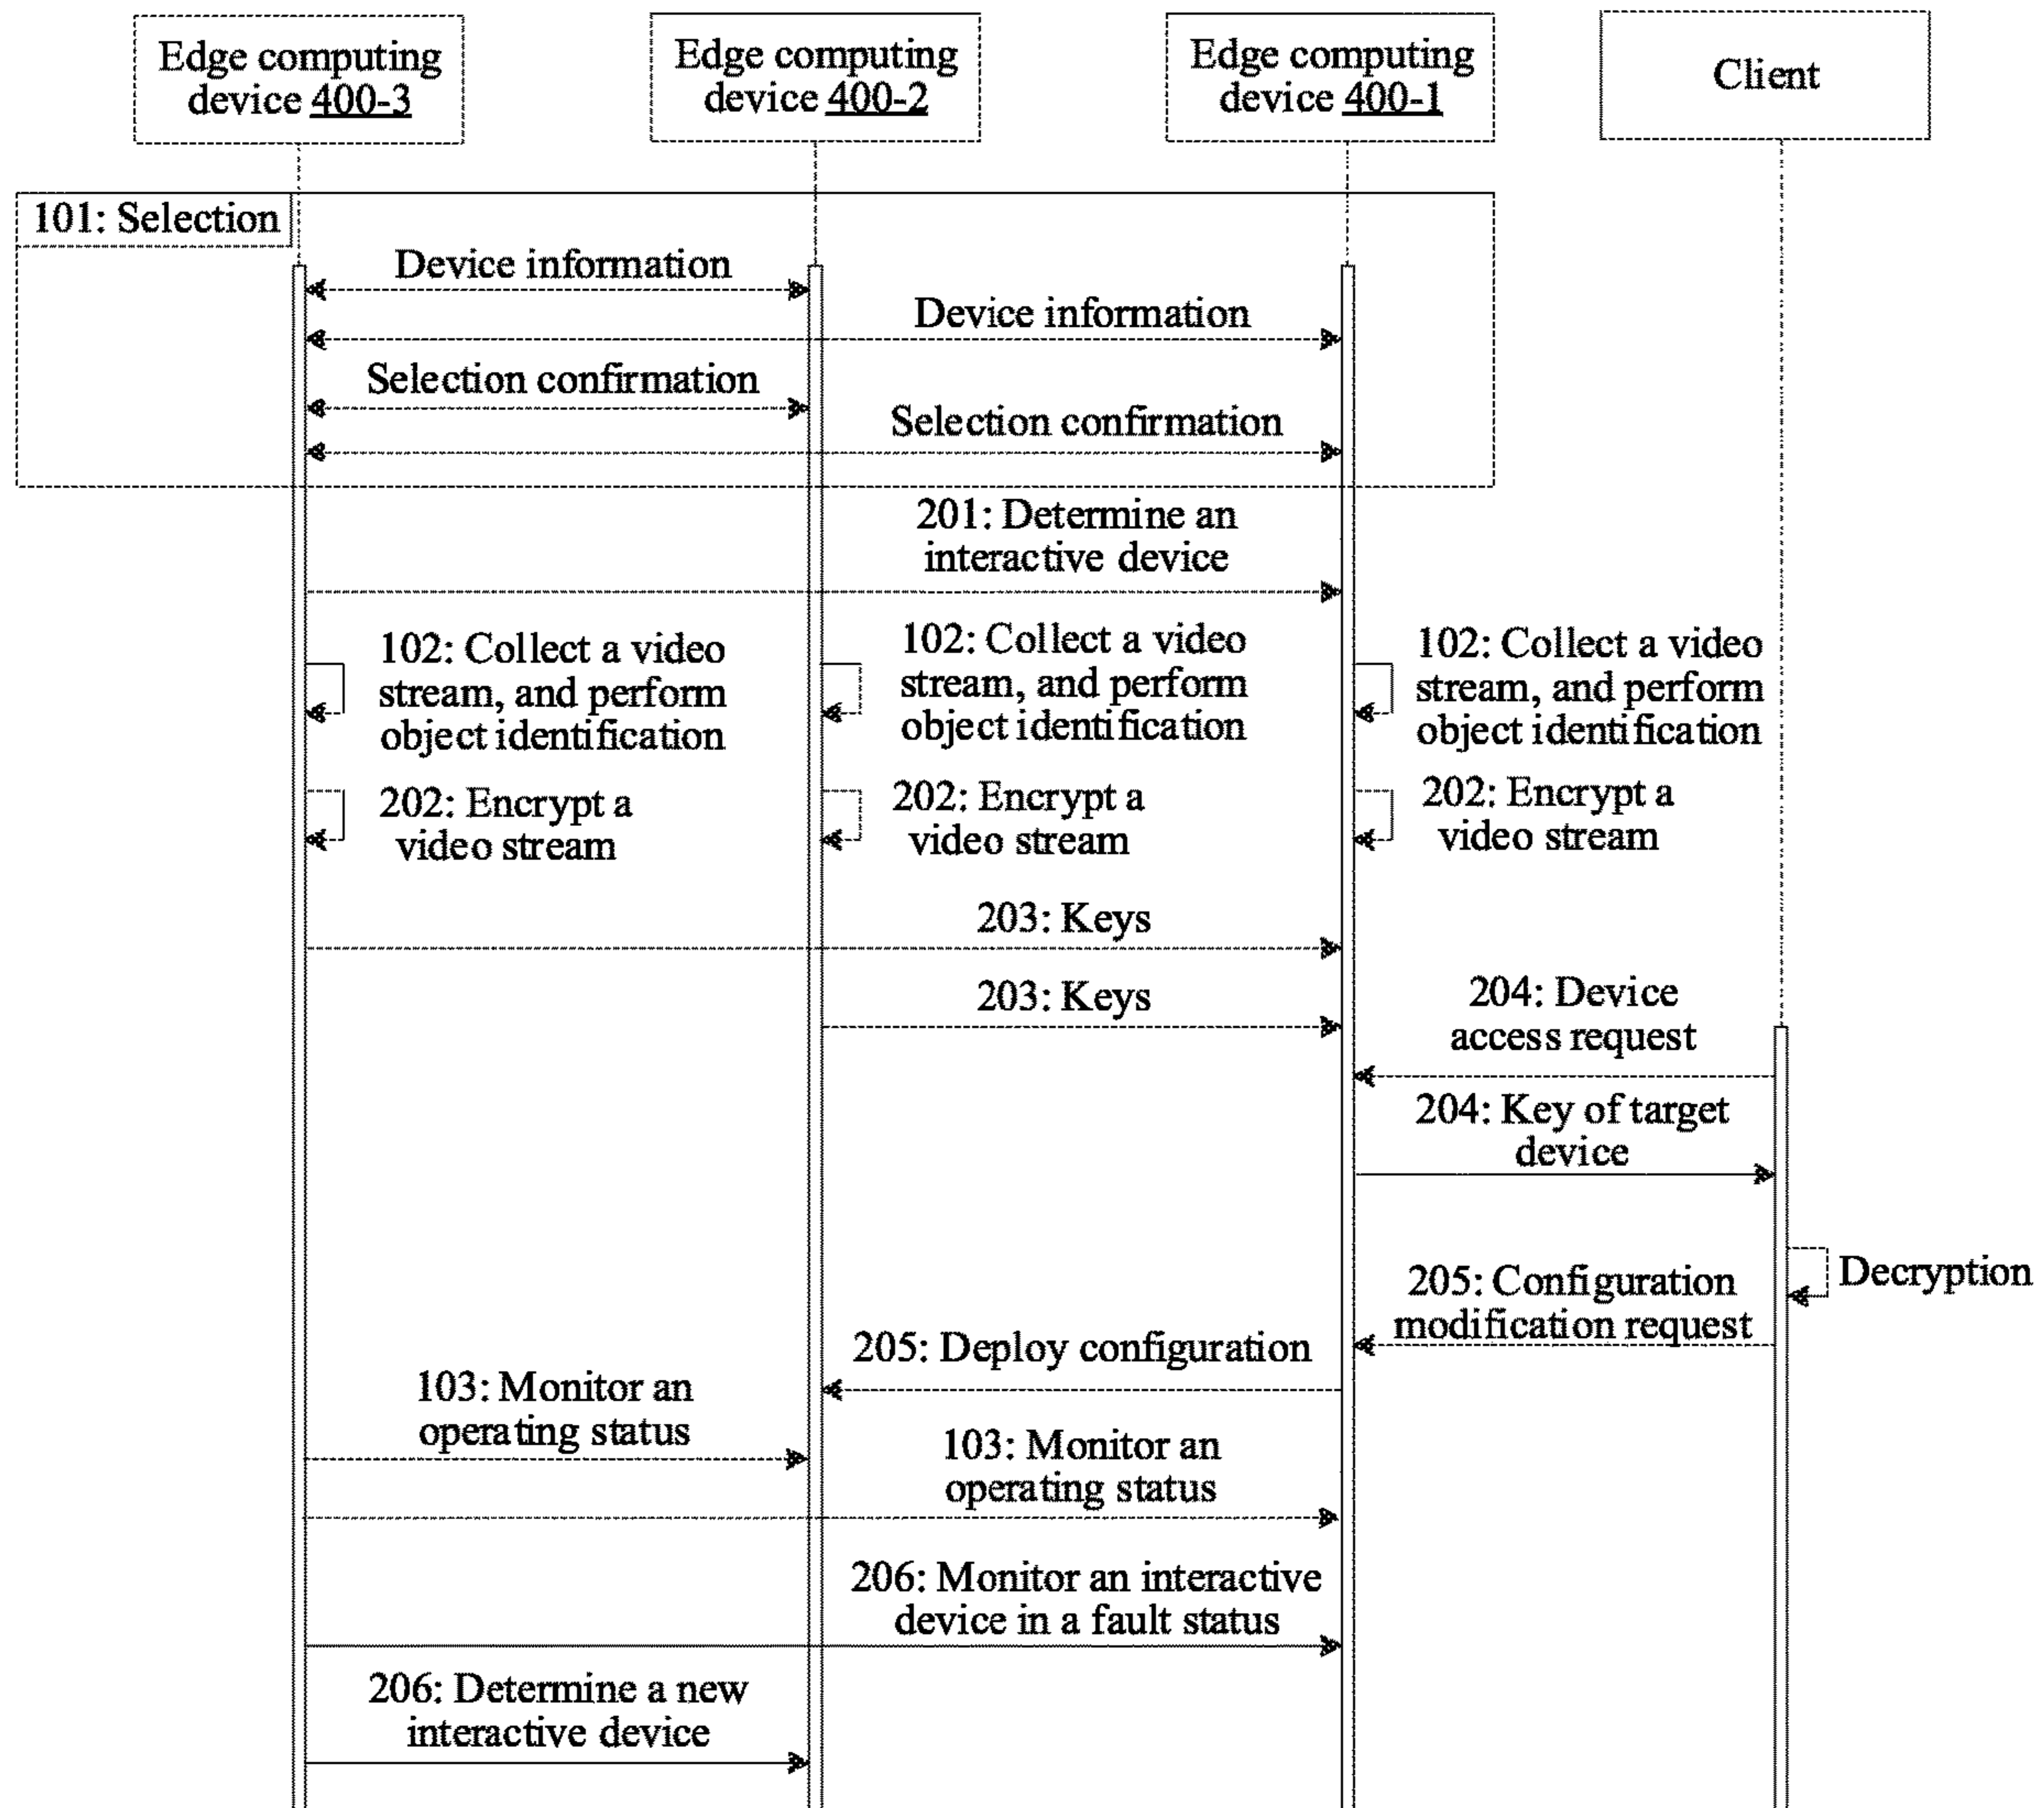 Edge computing
device 400-3
Edge computing
device 400-2
Edge computing
device 400-1
Client
101: Selection
Device information
Device information
Selection confirmation
Selection confirmation
201: Determine an
interactive device
102: Collect a video
stream, and perform
object identification
102: Collect a video
stream, and perform
object identification
102: Collect a video
stream, and perform
object identification
202: Encrypt a
video stream
202: Encrypt a
video stream
202: Encrypt a
video stream
203: Keys
203: Keys
204: Device
access request
204: Key of target
device
Decryption
205: Configuration
modification request
205: Deploy configuration
103: Monitor an
operating status
103: Monitor an
operating status
206: Monitor an interactive
device in a fault status
206: Determine a new
interactive device